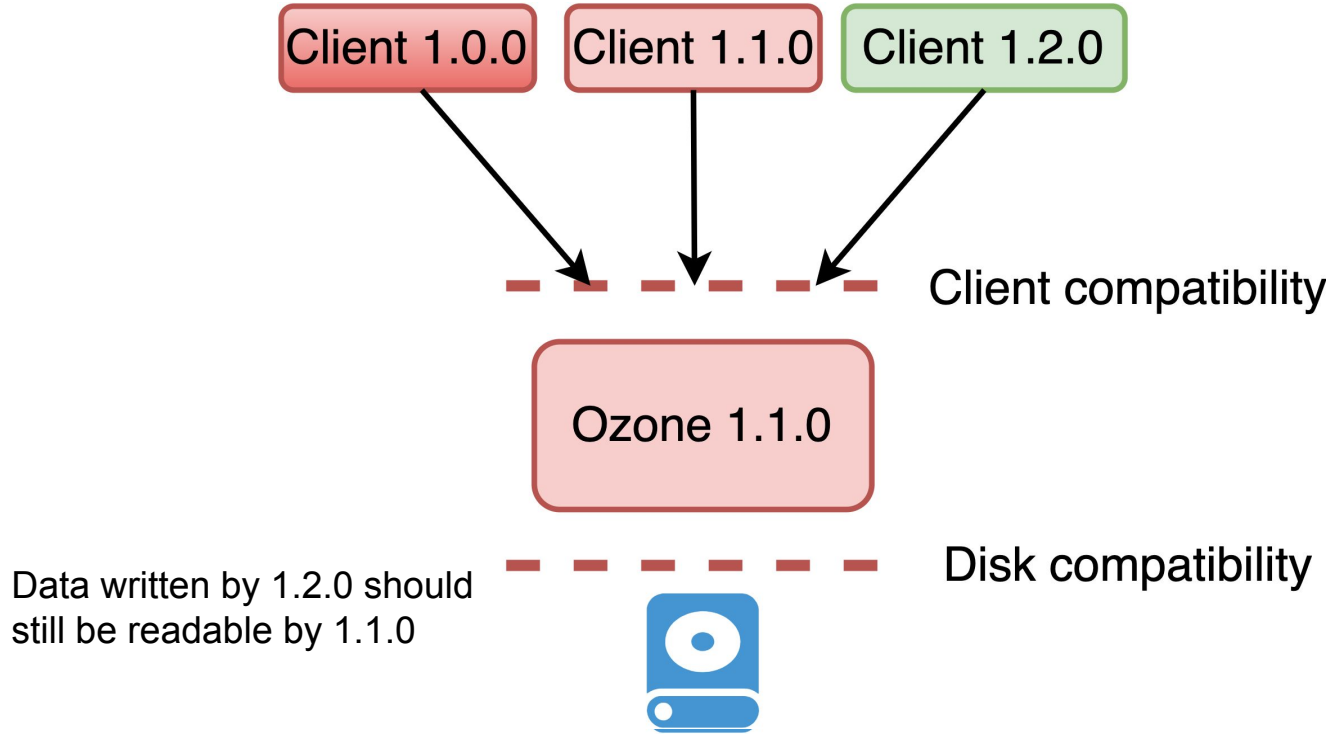 Client 1.0.0
Client 1.1.0
Client 1.2.0
Client compatibility
Ozone 1.1.0
Disk compatibility
Data written by 1.2.0 should
still be readable by 1.1.0